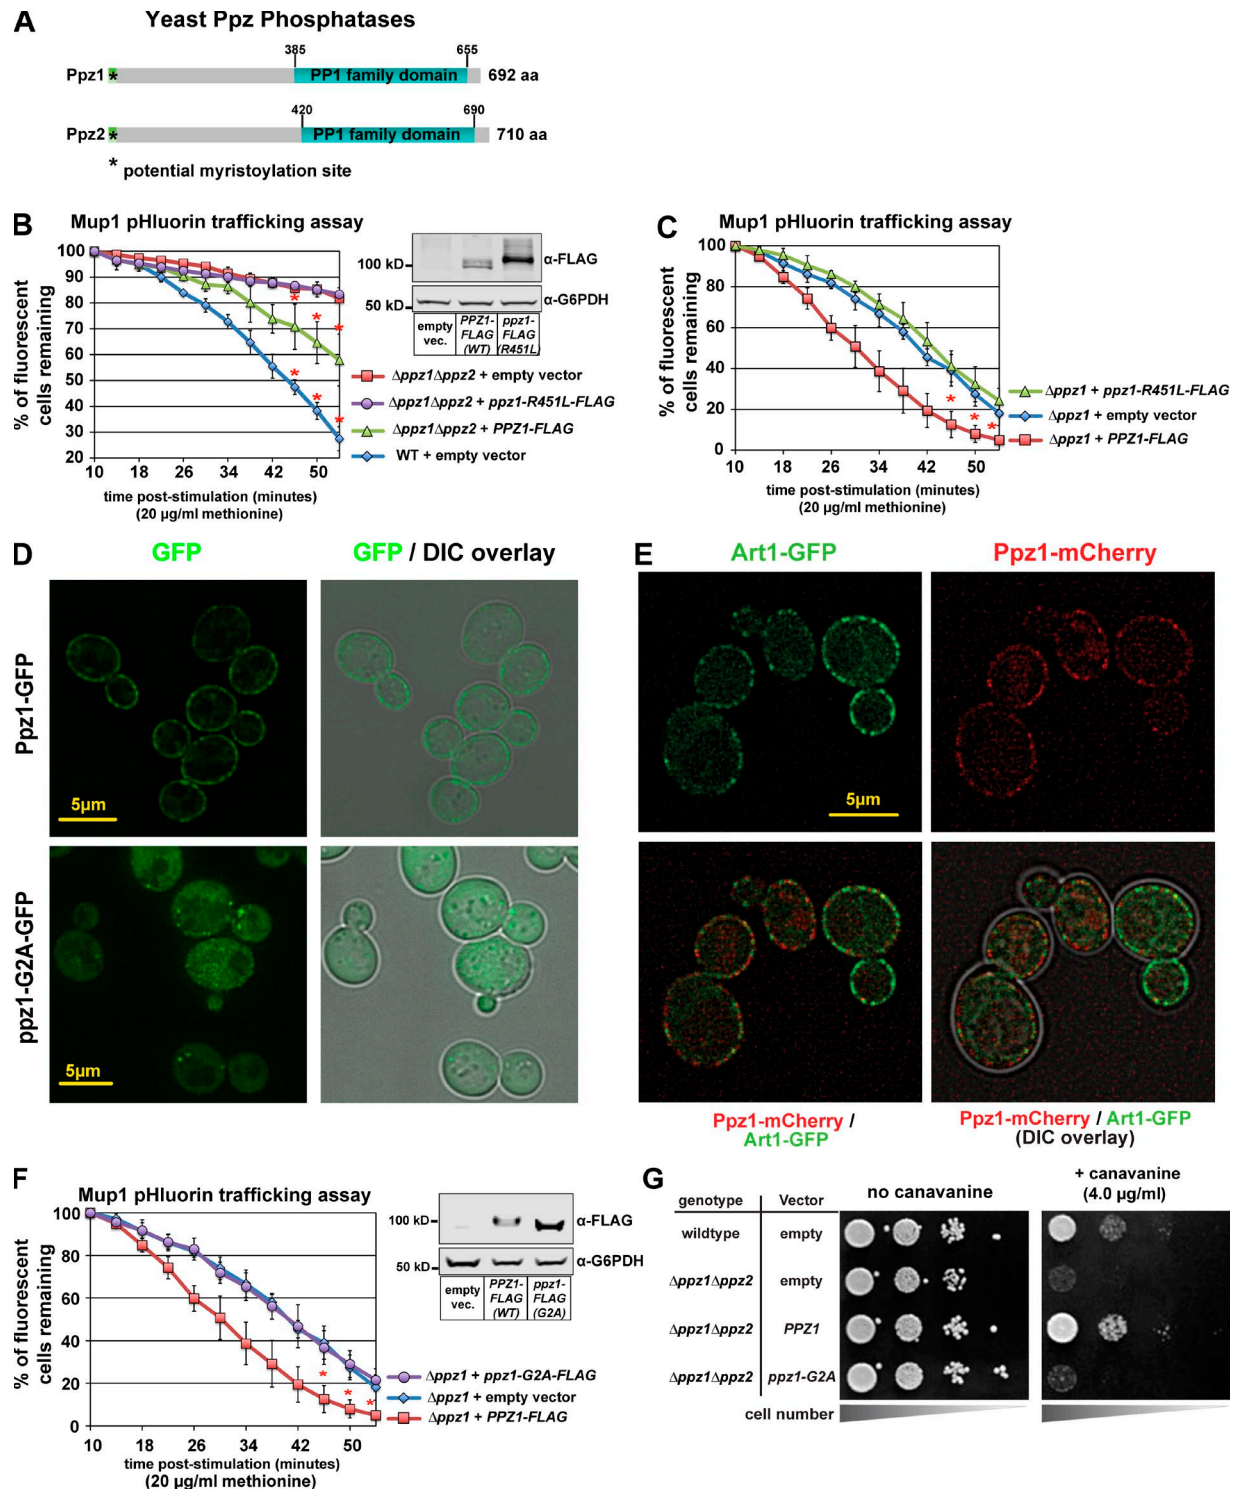 A
Yeast Ppz Phosphatases
385
655
Ppz1
*
PP1 family domain
692 aa
420
690
Ppz2
*
PP1 family domain
710 aa
* potential myristoylation site
B
Mup1 pHluorin trafficking assay
% of fluorescent
cells remaining
100
90
80
70
60
50
40
30
20
10
18
26
34
42
50
time post-stimulation (minutes)
(20 µg/ml methionine)
*
*
*
*
*
*
100 kD
α-FLAG
50 kD
α-G6PDH
empty
vec.
PPZ1-
FLAG
(WT)
ppz1-
FLAG
(R451L)
Δppz1Δppz2 + empty vector
Δppz1Δppz2 + ppz1-R451L-FLAG
Δppz1Δppz2 + PPZ1-FLAG
WT + empty vector
C
Mup1 pHluorin trafficking assay
% of fluorescent
cells remaining
100
80
60
40
20
0
10
18
26
34
42
50
time post-stimulation (minutes)
(20 µg/ml methionine)
*
*
*
Δppz1 + ppz1-R451L-FLAG
Δppz1 + empty vector
Δppz1 + PPZ1-FLAG
D
GFP
GFP / DIC overlay
Ppz1-GFP
5µm
ppz1-G2A-GFP
5µm
E
Art1-GFP
Ppz1-mCherry
5µm
Ppz1-mCherry /
Art1-GFP
Ppz1-mCherry / Art1-GFP
(DIC overlay)
F
Mup1 pHluorin trafficking assay
% of fluorescent
cells remaining
100
80
60
40
20
0
10
18
26
34
42
50
time post-stimulation (minutes)
(20 µg/ml methionine)
*
*
*
100 kD
α-FLAG
50 kD
α-G6PDH
empty
vec.
PPZ1-
FLAG
(WT)
ppz1-
FLAG
(G2A)
Δppz1 + ppz1-G2A-FLAG
Δppz1 + empty vector
Δppz1 + PPZ1-FLAG
G
genotype
Vector
no canavanine
+ canavanine
(4.0 µg/ml)
wildtype
empty
Δppz1Δppz2
empty
Δppz1Δppz2
PPZ1
Δppz1Δppz2
ppz1-G2A
cell number